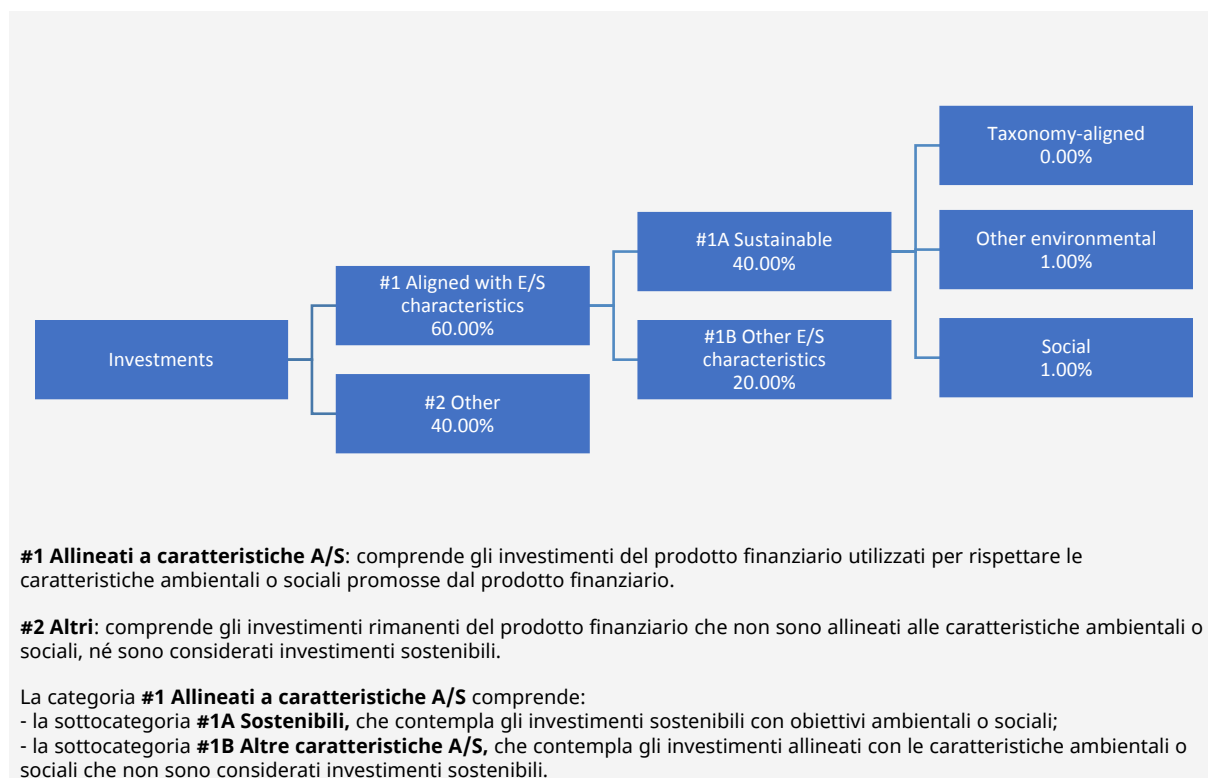 Investments
#1 Aligned with E/S
characteristics
60.00%
#2 Other
40.00%
#1A Sustainable
40.00%
#1B Other E/S
characteristics
20.00%
Taxonomy-aligned
0.00%
Other environmental
1.00%
Social
1.00%
#1 Allineati a caratteristiche A/S: comprende gli investimenti del prodotto finanziario utilizzati per rispettare le
caratteristiche ambientali o sociali promosse dal prodotto finanziario.
#2 Altri: comprende gli investimenti rimanenti del prodotto finanziario che non sono allineati alle caratteristiche ambientali o
sociali, né sono considerati investimenti sostenibili.
La categoria #1 Allineati a caratteristiche A/S comprende:
- la sottocategoria #1A Sostenibili, che contempla gli investimenti sostenibili con obiettivi ambientali o sociali;
- la sottocategoria #1B Altre caratteristiche A/S, che contempla gli investimenti allineati con le caratteristiche ambientali o
sociali che non sono considerati investimenti sostenibili.